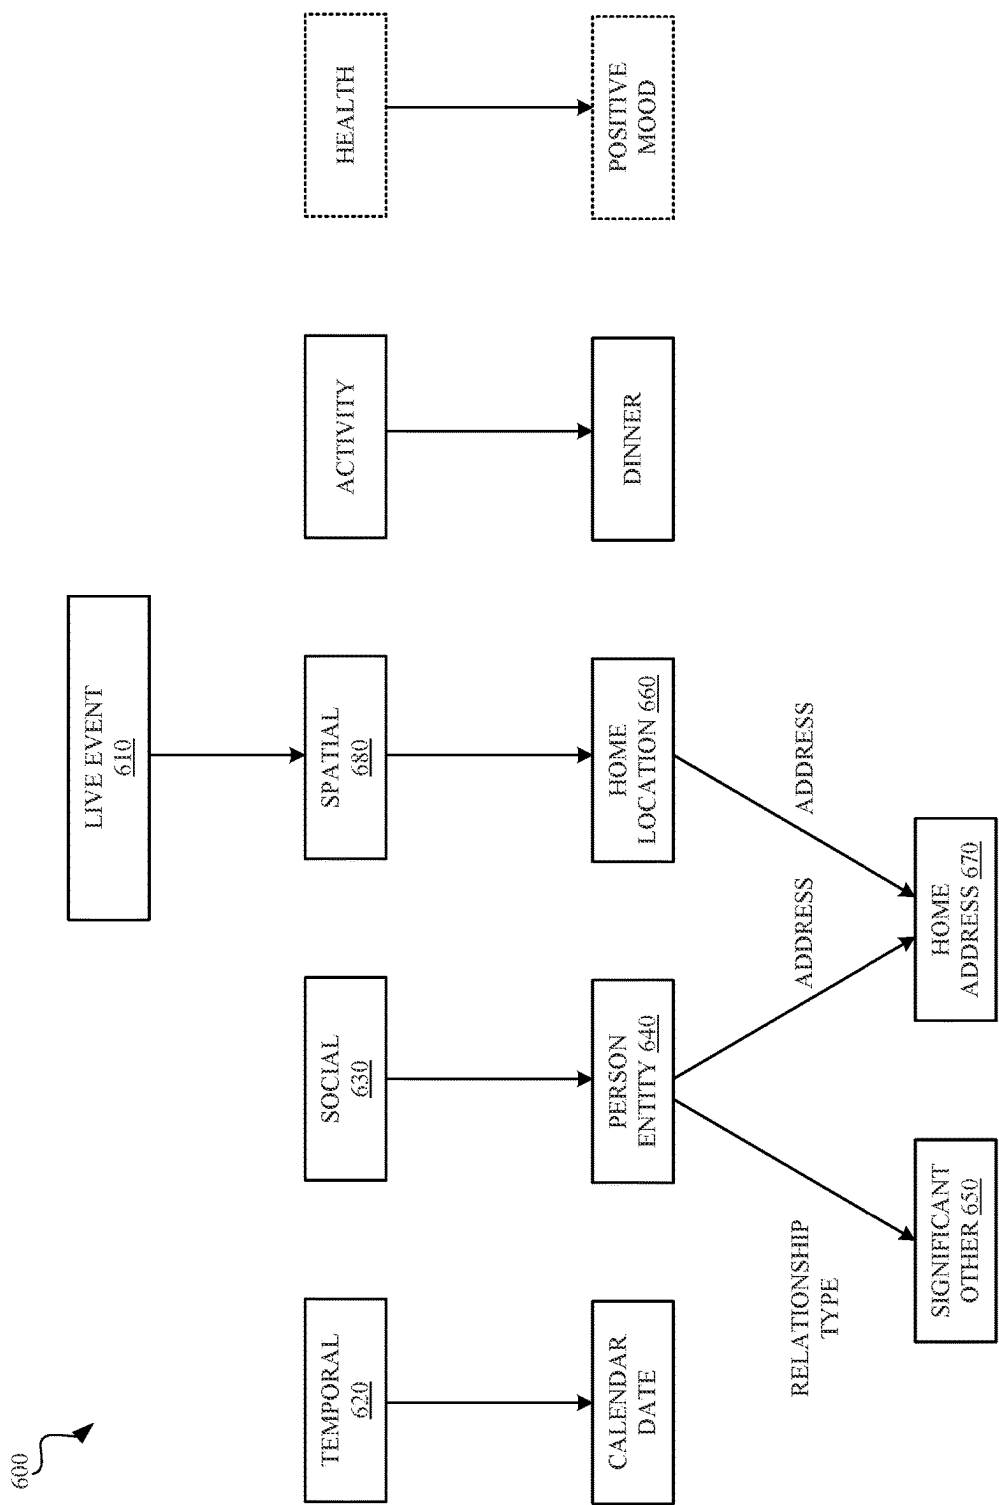 600
LIVE EVENT
610
TEMPORAL
620
SOCIAL
630
SPATIAL
680
ACTIVITY
HEALTH
CALENDAR
DATE
PERSON
ENTITY 640
HOME
LOCATION 660
DINNER
POSITIVE
MOOD
RELATIONSHIP
TYPE
ADDRESS
ADDRESS
SIGNIFICANT
OTHER 650
HOME
ADDRESS 670